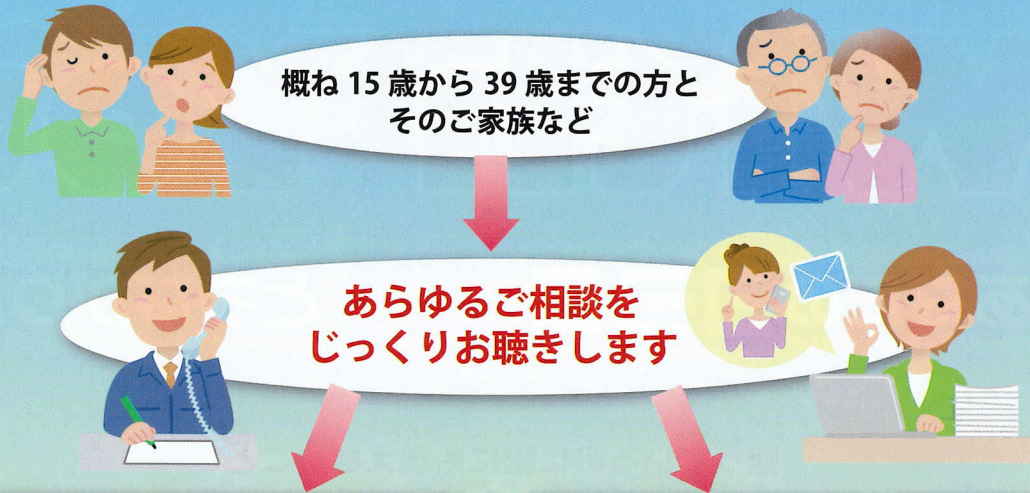 概ね 15 歳から 39 歳までの方と
そのご家族など
あらゆるご相談を
じっくりお聴きします